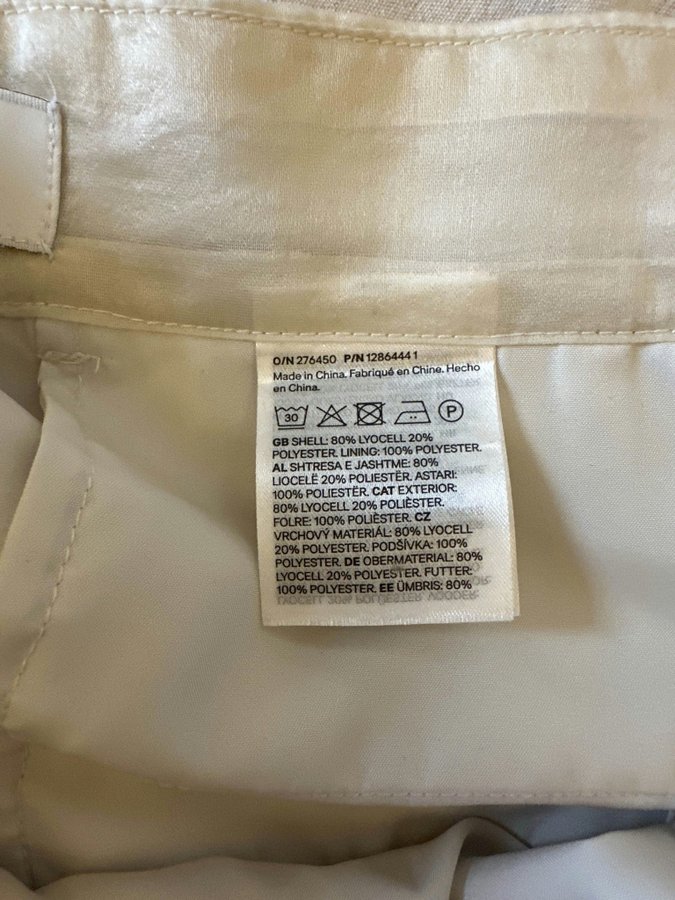 O/N 276450 P/N 12864441
Made in China. Fabriqué en Chine. Hecho
en China.
30
P
GB SHELL: 80% LYOCELL 20%
POLYESTER. LINING: 100% POLYESTER.
AL SHTRESA E JASHTME: 80%
LIOCELË 20% POLIESTËR. ASTARI:
100% POLIESTËR. CAT EXTERIOR:
80% LYOCELL 20% POLIÈSTER.
FOLRE: 100% POLIÈSTER. CZ
VRCHOVÝ MATERIÁL: 80% LYOCELL
20% POLYESTER. PODŠÍVKA: 100%
POLYESTER. DE OBERMATERIAL: 80%
LYOCELL 20% POLYESTER. FUTTER:
100% POLYESTER. EE ÜMBRIS: 80%